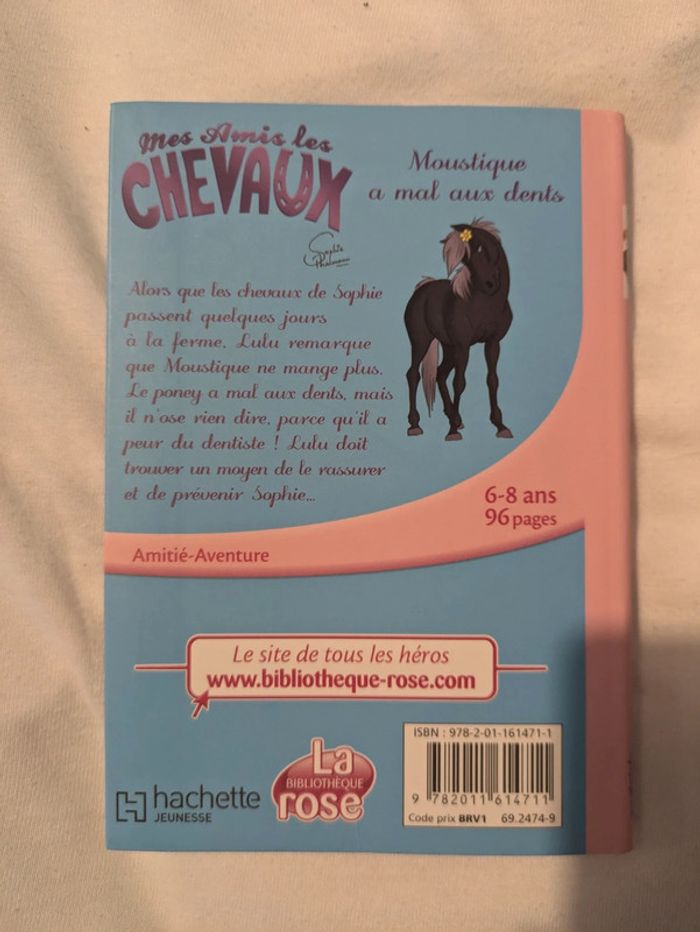 Mes Amis les
CHEVAUX
Moustique
a mal aux dents
Sophie
Thalmann
Alors que les chevaux de Sophie
passent quelques jours
à la ferme, Lulu remarque
que Moustique ne mange plus.
Le poney a mal aux dents, mais
il n'ose rien dire, parce qu'il a
peur du dentiste ! Lulu doit
trouver un moyen de le rassurer
et de prévenir Sophie...
6-8 ans
96 pages
Amitié-Aventure
Le site de tous les héros
www.bibliotheque-rose.com
ISBN : 978-2-01-161471-1
9 782011 614711
Code prix BRV1 69.2474-9
hachette
JEUNESSE
La
BIBLIOTHÈQUE
rose